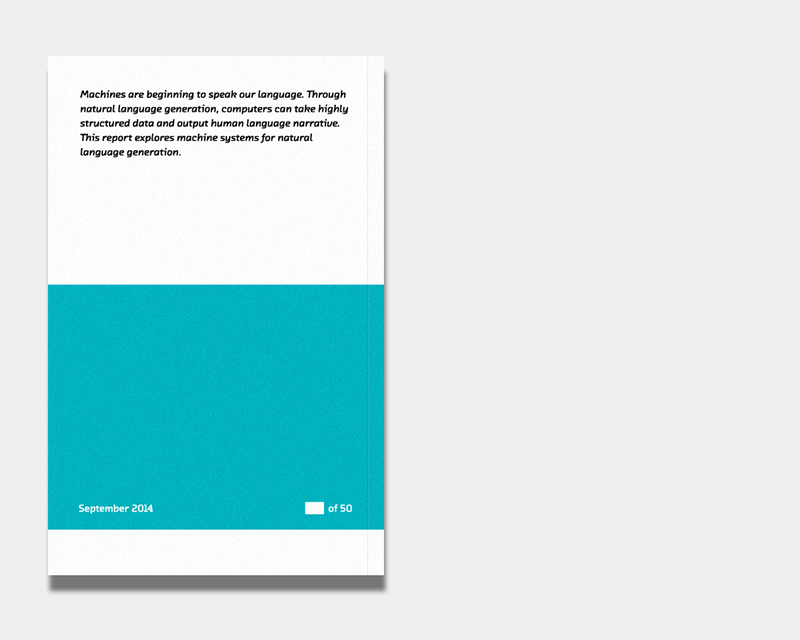 Machines are beginning to speak our language. Through
natural language generation, computers can take highly
structured data and output human language narrative.
This report explores machine systems for natural
language generation.
September 2014
of 50